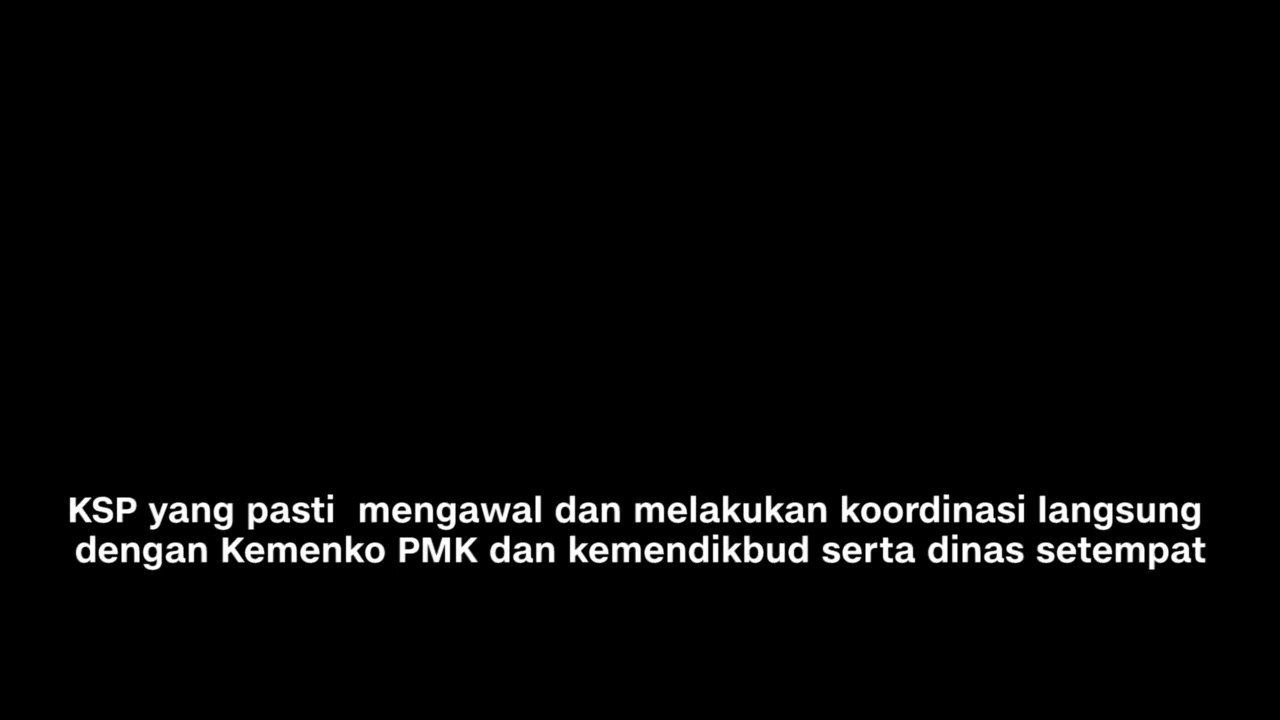 KSP yang pasti  mengawal dan melakukan koordinasi langsung
dengan Kemenko PMK dan kemendikbud serta dinas setempat